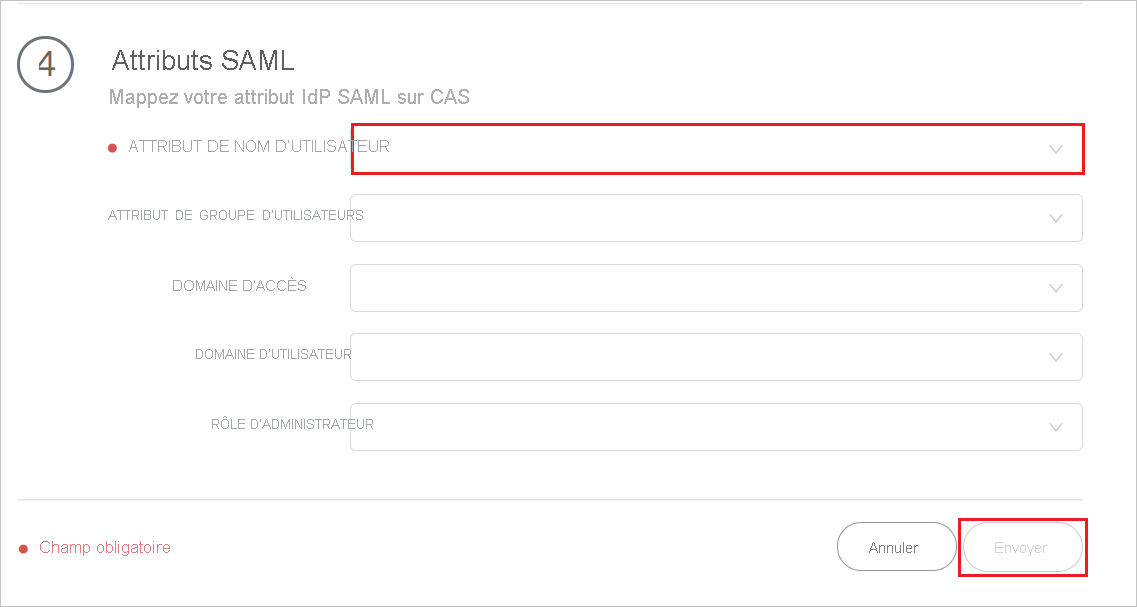 4
Attributs SAML
Mappez votre attribut IdP SAML sur CAS
ATTRIBUT DE NOM D'UTILISATEUR
ATTRIBUT DE GROUPE D'UTILISATEURS
DOMAINE D'ACCÈS
DOMAINE D'UTILISATEUR
RÔLE D'ADMINISTRATEUR
Champ obligatoire
Annuler
Envoyer